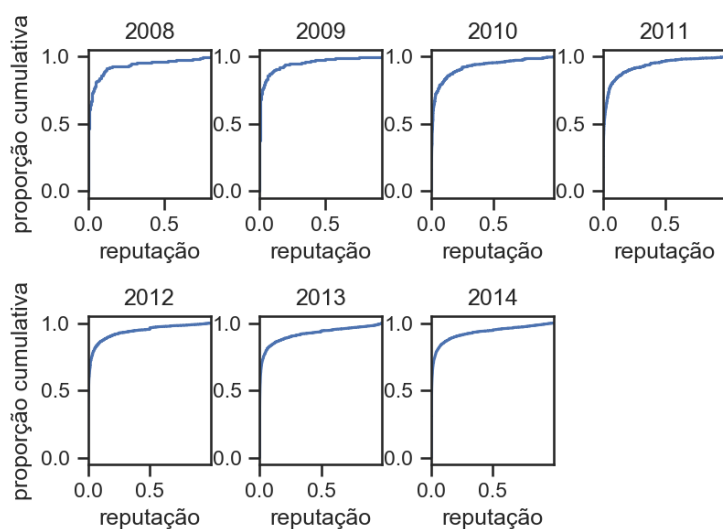 2008 2009 2010 2011
proporção cumulativa
1.0 1.0 1.0 1.0
0.5 0.5 0.5 0.5
0.0 0.0 0.0 0.0
0.0 0.5 0.0 0.5 0.0 0.5 0.0 0.5
reputação reputação reputação reputação
2012 2013 2014
proporção cumulativa
1.0 1.0 1.0
0.5 0.5 0.5
0.0 0.0 0.0
0.0 0.5 0.0 0.5 0.0 0.5
reputação reputação reputação